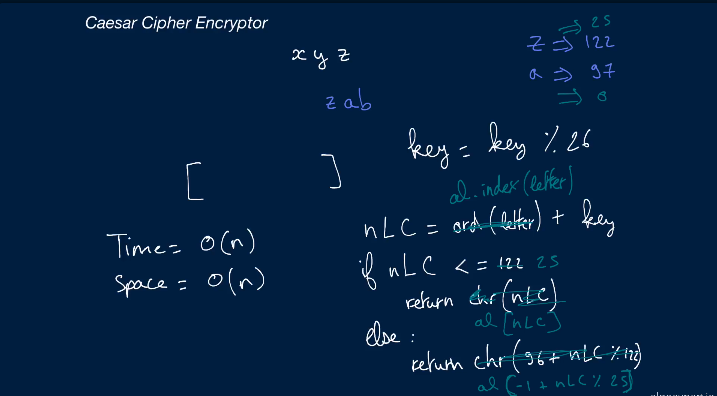 Caesar Cipher Encryptor
x y z
z ab
⇒ 25
z ⇒ 122
a ⇒ 97
⇒ 0
key = key % 26
[ ]
al.index(letter)
nLC = ord(letter) + key
if nLC <= 122 25
return chr(nLC)
al[nLC]
else :
return chr(96 + nLC % 122)
al(-1 + nLC % 25)
Time = O(n)
Space = O(n)